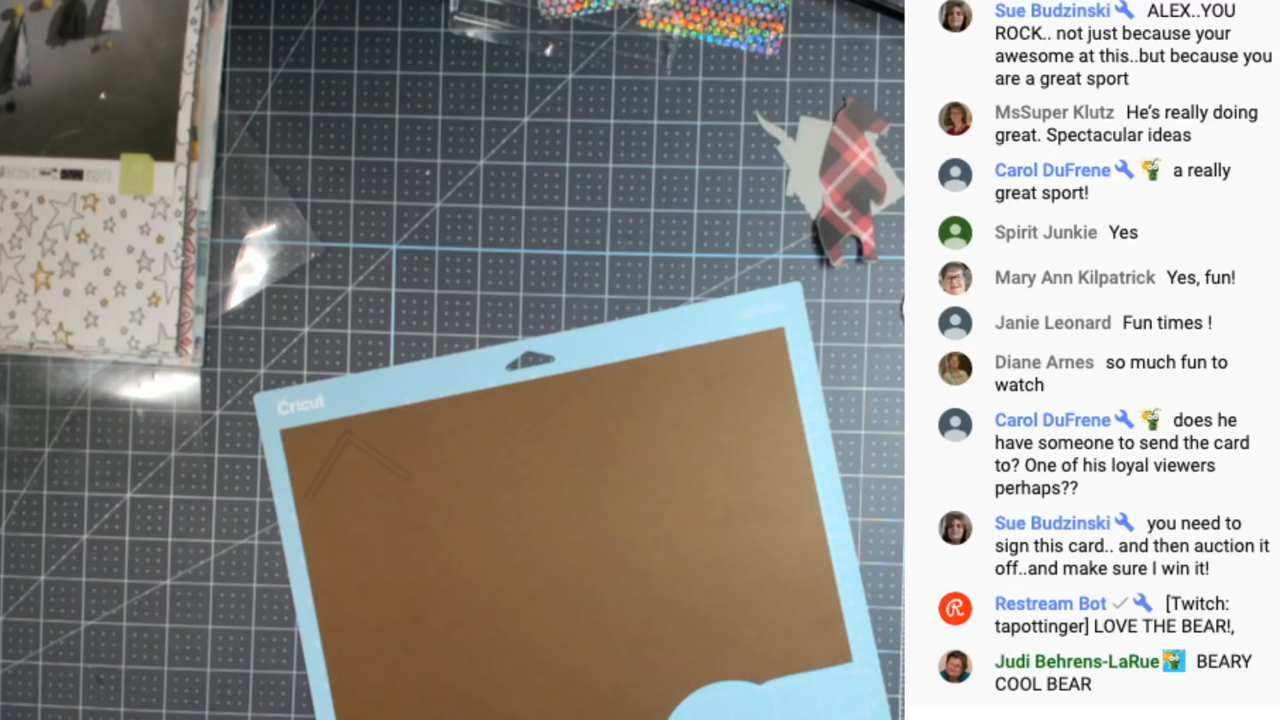 Cricut
Sue Budzinski ALEX..YOU
ROCK.. not just because your
awesome at this..but because you
are a great sport
MsSuper Klutz He's really doing
great. Spectacular ideas
Carol DuFrene a really
great sport!
Spirit Junkie Yes
Mary Ann Kilpatrick Yes, fun!
Janie Leonard Fun times !
Diane Arnes so much fun to
watch
Carol DuFrene does he
have someone to send the card
to? One of his loyal viewers
perhaps??
Sue Budzinski you need to
sign this card.. and then auction it
off..and make sure I win it!
Restream Bot [Twitch:
tapottinger] LOVE THE BEAR!,
Judi Behrens-LaRue BEARY
COOL BEAR